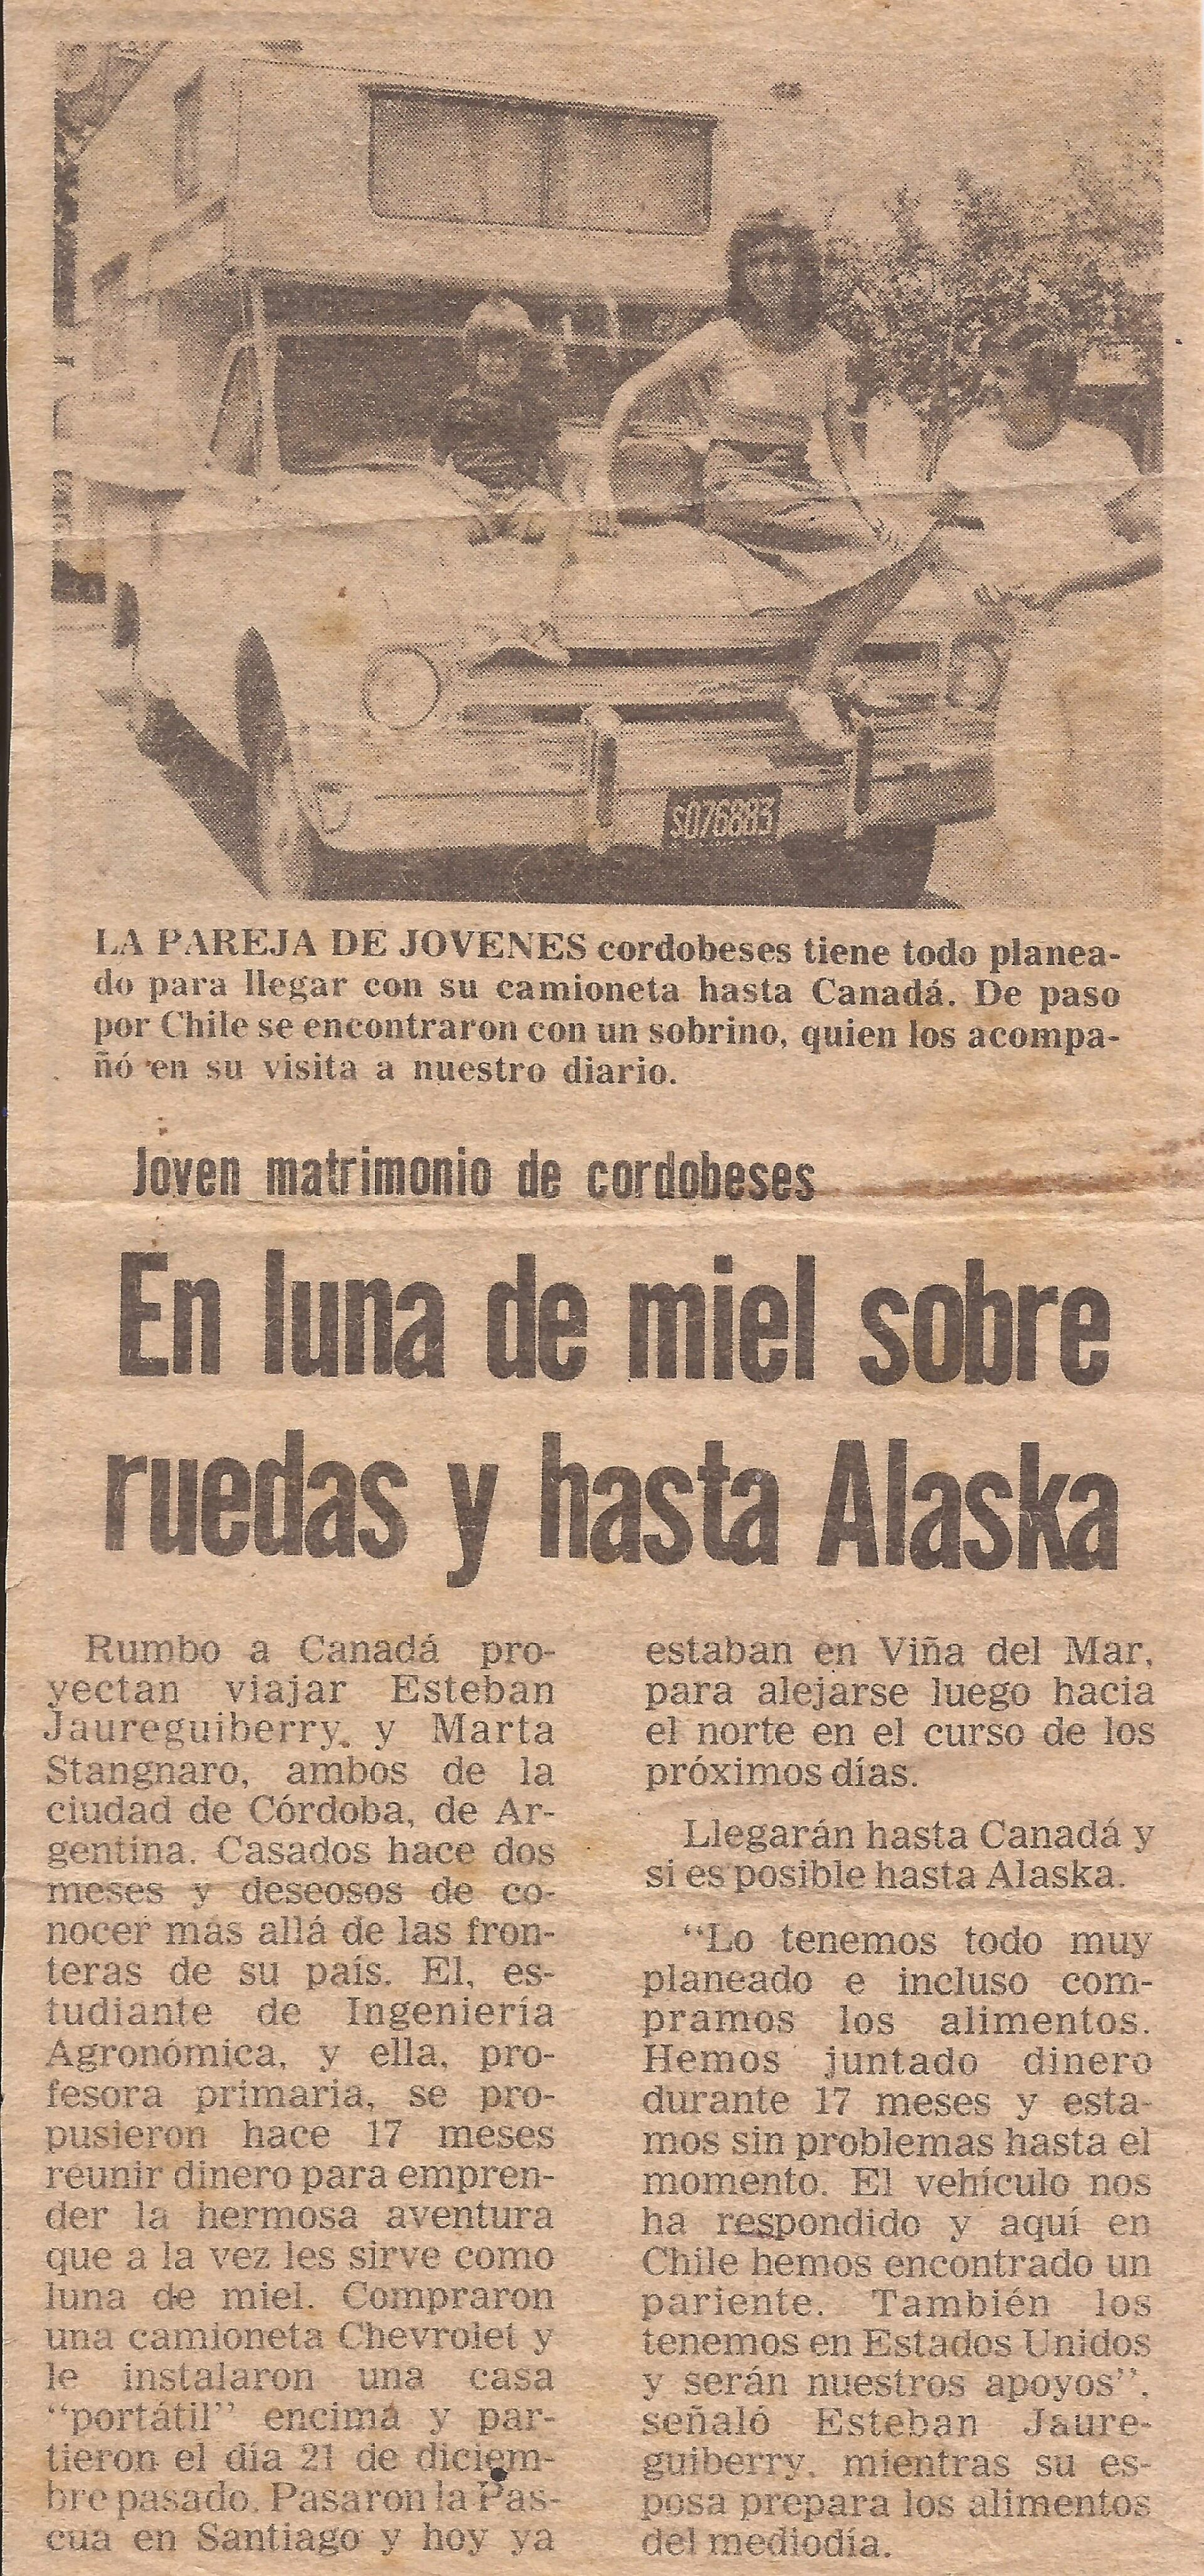 S076883
LA PAREJA DE JOVENES cordobeses tiene todo planea-
do para llegar con su camioneta hasta Canadá. De paso
por Chile se encontraron con un sobrino, quien los acompa-
ñó en su visita a nuestro diario.
Joven matrimonio de cordobeses
En luna de miel sobre
ruedas y hasta Alaska
Rumbo a Canadá pro-
yectan viajar Esteban
Jaureguiberry, y Marta
Stangnaro, ambos de la
ciudad de Córdoba, de Ar-
gentina. Casados hace dos
meses y deseosos de co-
nocer más allá de las fron-
teras de su país. El, es-
tudiante de Ingeniería
Agronómica, y ella, pro-
fesora primaria, se pro-
pusieron hace 17 meses
reunir dinero para empren-
der la hermosa aventura
que a la vez les sirve como
luna de miel. Compraron
una camioneta Chevrolet y
le instalaron una casa
"portátil" encima y par-
tieron el día 21 de diciem-
bre pasado. Pasaron la Pas-
cua en Santiago y hoy ya
estaban en Viña del Mar,
para alejarse luego hacia
el norte en el curso de los
próximos días.
Llegarán hasta Canadá y
si es posible hasta Alaska.
"Lo tenemos todo muy
planeado e incluso com-
pramos los alimentos.
Hemos juntado dinero
durante 17 meses y esta-
mos sin problemas hasta el
momento. El vehículo nos
ha respondido y aquí en
Chile hemos encontrado un
pariente. También los
tenemos en Estados Unidos
y serán nuestros apoyos",
señaló Esteban Jaure-
guiberry, mientras su es-
posa prepara los alimentos
del mediodía.